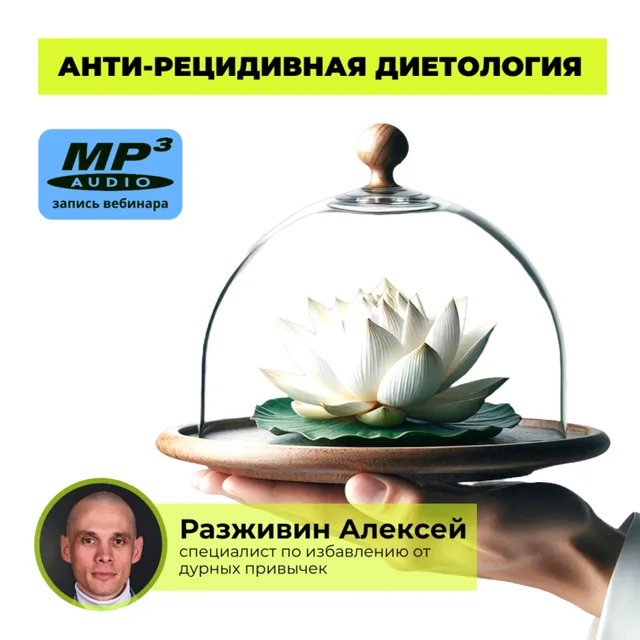 АНТИ-РЕЦИДИВНАЯ ДИЕТОЛОГИЯ
MP3
AUDIO
запись вебинара
Разживин Алексей
специалист по избавлению от
дурных привычек